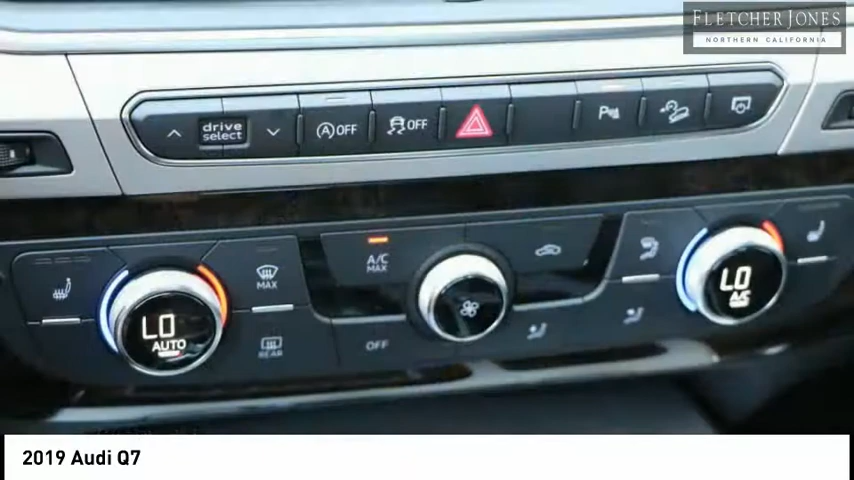 FLETCHER JONES
NORTHERN CALIFORNIA
drive
select
A OFF
OFF
P
MAX
A/C
MAX
LO
AUTO
REAR
OFF
LO
2019 Audi Q7